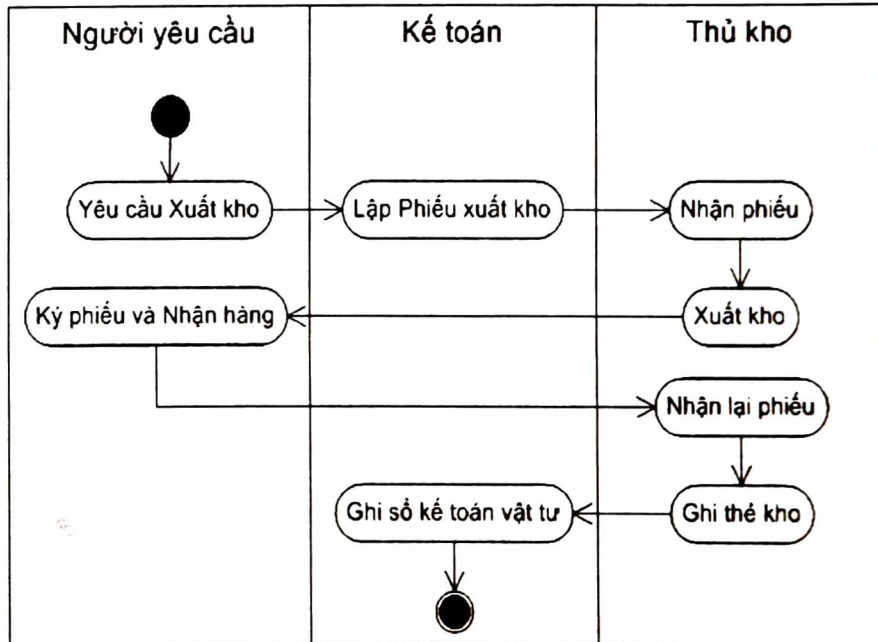 Người yêu cầu
Kế toán
Thủ kho
Yêu cầu Xuất kho
Lập Phiếu xuất kho
Nhận phiếu
Ký phiếu và Nhận hàng
Xuất kho
Nhận lại phiếu
Ghi sổ kế toán vật tư
Ghi thẻ kho